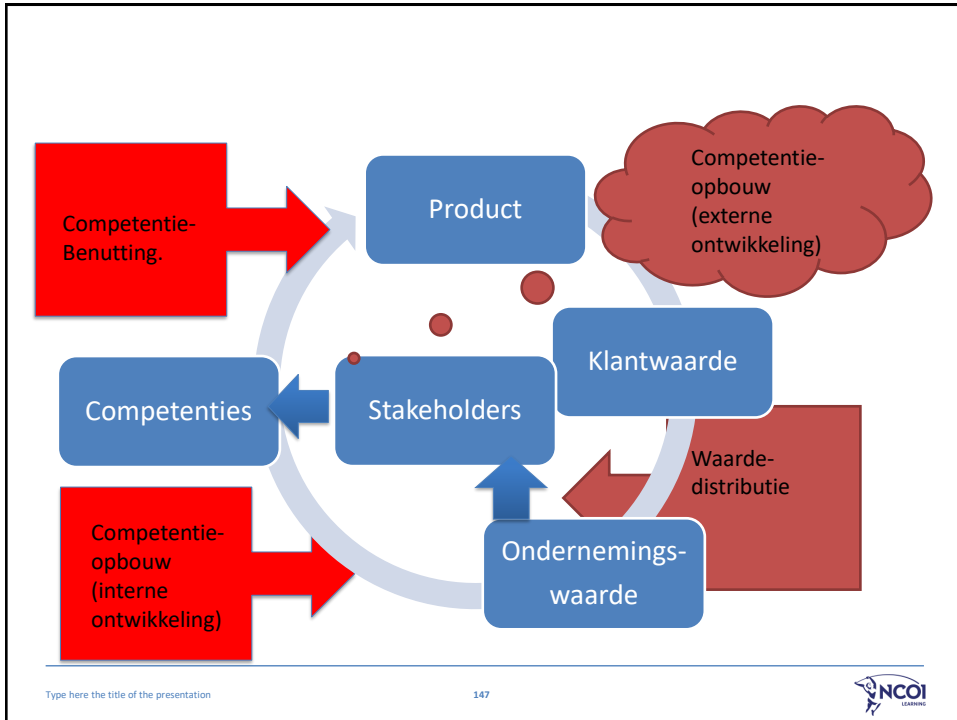 Competentie-
Benutting.
Product
Competentie-
opbouw
(externe
ontwikkeling)
Klantwaarde
Stakeholders
Competenties
Waarde-
distributie
Ondernemings-
waarde
Competentie-
opbouw
(interne
ontwikkeling)
Type here the title of the presentation
147
NCOI
LEARNING